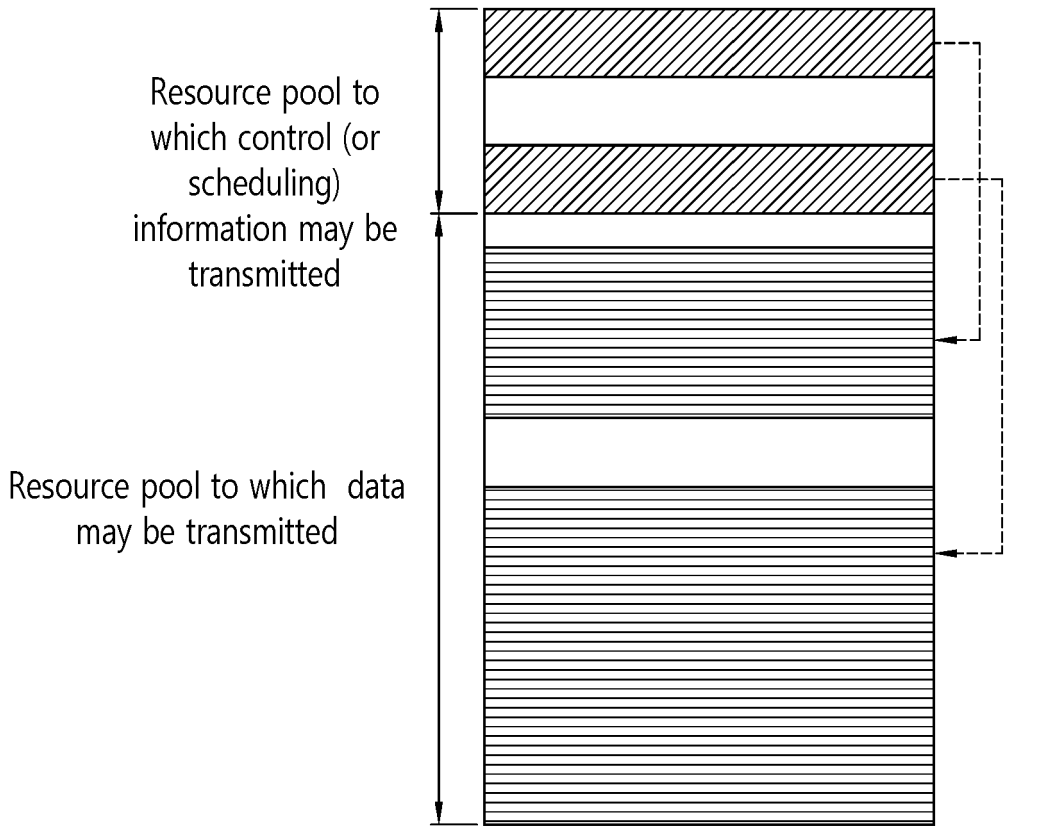 Resource pool to
which control (or
scheduling)
information may be
transmitted
Resource pool to which  data
may be transmitted